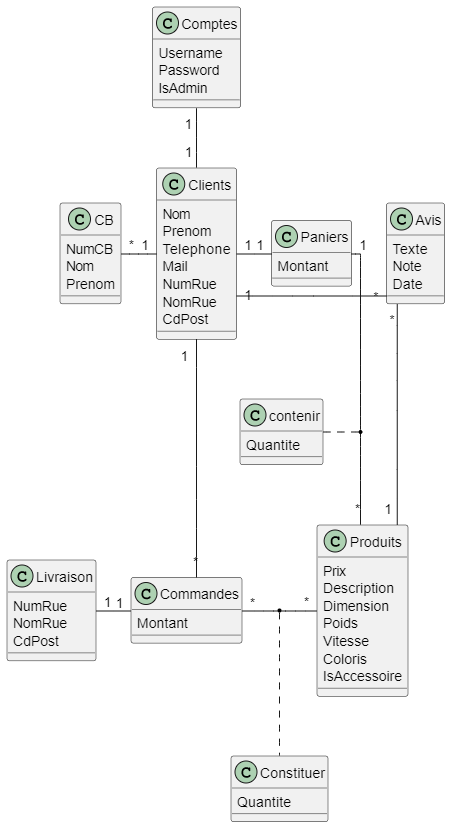 C Comptes
Username
Password
IsAdmin
1
1
C Clients
Nom
Prenom
Telephone
Mail
NumRue
NomRue
CdPost
C CB
NumCB
Nom
Prenom
* 1
1 1
C Paniers
Montant
1
C Avis
Texte
Note
Date
1 *
*
1
C contenir
Quantite
* 1
C Produits
Prix
Description
Dimension
Poids
Vitesse
Coloris
IsAccessoire
*
C Livraison
NumRue
NomRue
CdPost
1 1
C Commandes
Montant
* *
C Constituer
Quantite